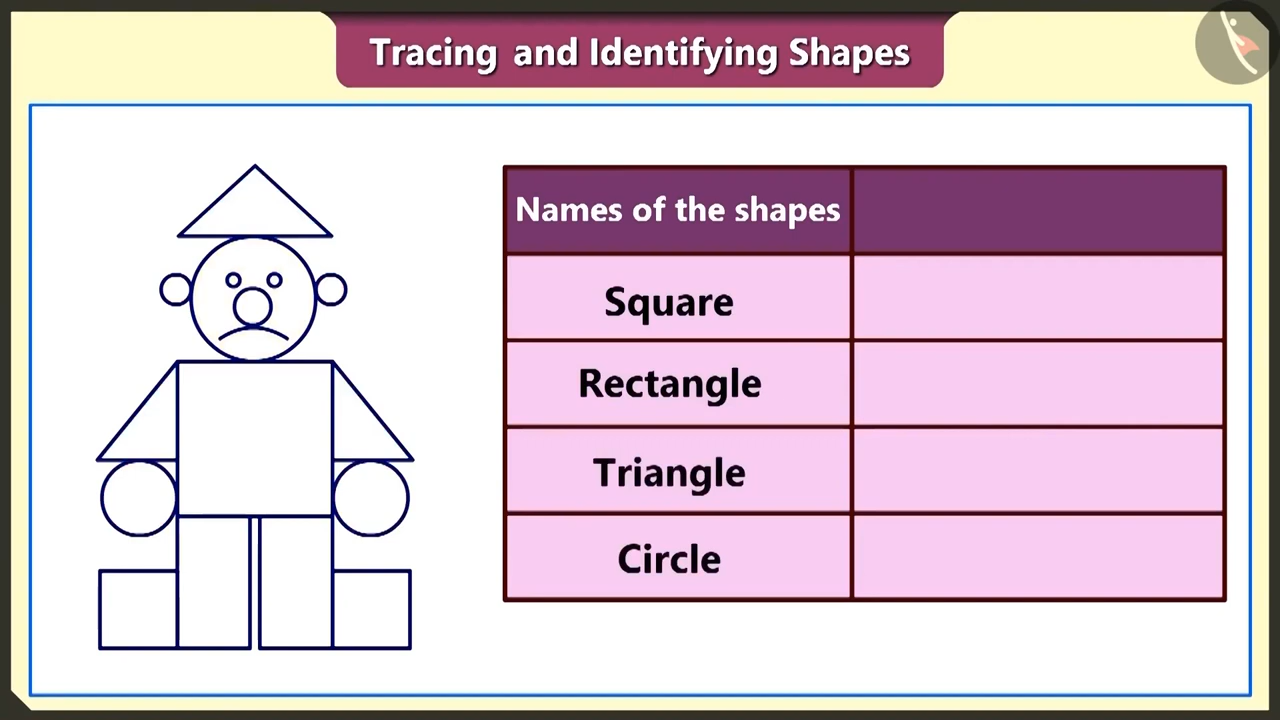 Tracing and Identifying Shapes
Names of the shapes
Square
Rectangle
Triangle
Circle